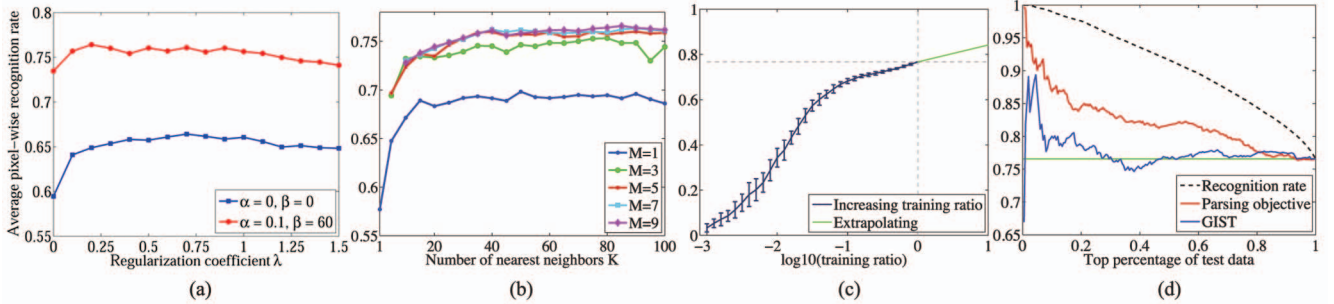 Average pixel-wise recognition rate
0.8
0.75
0.7
0.65
0.6
0.55
0 0.25 0.5 0.75 1.0 1.25 1.5
Regularization coefficient λ
α = 0, β = 0
α = 0.1, β = 60
(a)
0.75
0.7
0.65
0.6
0.55
1 20 40 60 80 100
Number of nearest neighbors K
M=1
M=3
M=5
M=7
M=9
(b)
1
0.8
0.6
0.4
0.2
0
−3 −2 −1 0 1
log10(training ratio)
Increasing training ratio
Extrapolating
(c)
1
0.95
0.9
0.85
0.8
0.75
0.7
0.65
0 0.2 0.4 0.6 0.8 1
Top percentage of test data
Recognition rate
Parsing objective
GIST
(d)